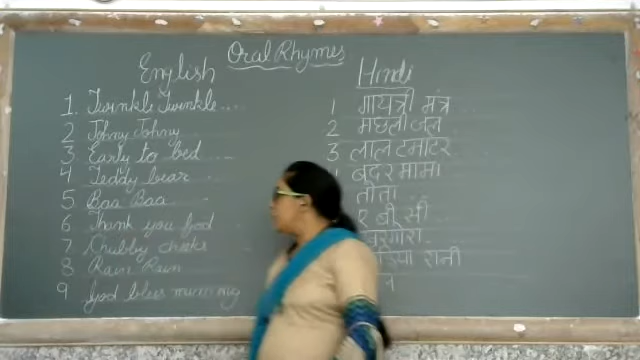 Oral Rhymes
English
1. Twinkle Twinkle....
2 Johny Johny
3 Early to bed ....
4 Teddy bear
5 Baa Baa
6 Thank you God
7 Chubby cheeks
8 Rain Rain
9 God bless mummy
Hindi
1 गायत्री मंत्र
2 मछली जल
3 लाल टमाटर
बंदर मामा
तोता
ए बी सी
रानी